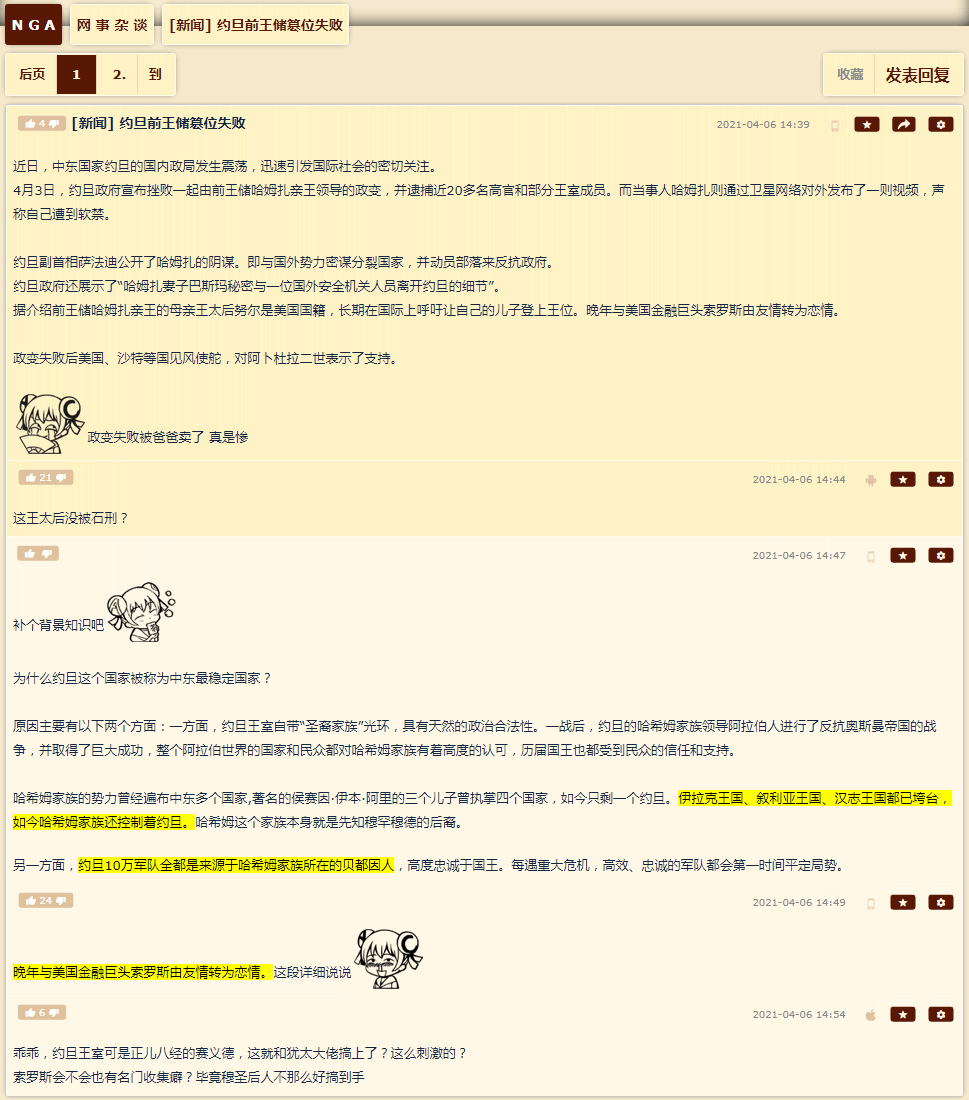 NGA 网事杂谈 [新闻] 约旦前王储篡位失败
后页 1 2. 到 收藏 发表回复
4 [新闻] 约旦前王储篡位失败 2021-04-06 14:39
近日，中东国家约旦的国内政局发生震荡，迅速引发国际社会的密切关注。
4月3日，约旦政府宣布挫败一起由前王储哈姆扎亲王领导的政变，并逮捕近20多名高官和部分王室成员。而当事人哈姆扎则通过卫星网络对外发布了一则视频，声
称自己遭到软禁。
约旦副首相萨法迪公开了哈姆扎的阴谋。即与国外势力密谋分裂国家，并动员部落来反抗政府。
约旦政府还展示了“哈姆扎妻子巴斯玛秘密与一位国外安全机关人员离开约旦的细节”。
据介绍前王储哈姆扎亲王的母亲王太后努尔是美国国籍，长期在国际上呼吁让自己的儿子登上王位。晚年与美国金融巨头索罗斯由友情转为恋情。
政变失败后美国、沙特等国见风使舵，对阿卜杜拉二世表示了支持。
政变失败被爸爸卖了 真是惨
21 2021-04-06 14:44
这王太后没被石刑？
2021-04-06 14:47
补个背景知识吧
为什么约旦这个国家被称为中东最稳定国家？
原因主要有以下两个方面：一方面，约旦王室自带“圣裔家族”光环，具有天然的政治合法性。一战后，约旦的哈希姆家族领导阿拉伯人进行了反抗奥斯曼帝国的战
争，并取得了巨大成功，整个阿拉伯世界的国家和民众都对哈希姆家族有着高度的认可，历届国王也都受到民众的信任和支持。
哈希姆家族的势力曾经遍布中东多个国家,著名的侯赛因·伊本·阿里的三个儿子曾执掌四个国家，如今只剩一个约旦。伊拉克王国、叙利亚王国、汉志王国都已垮台，
如今哈希姆家族还控制着约旦。哈希姆这个家族本身就是先知穆罕穆德的后裔。
另一方面，约旦10万军队全都是来源于哈希姆家族所在的贝都因人，高度忠诚于国王。每遇重大危机，高效、忠诚的军队都会第一时间平定局势。
24 2021-04-06 14:49
晚年与美国金融巨头索罗斯由友情转为恋情。这段详细说说
6 2021-04-06 14:54
乖乖，约旦王室可是正儿八经的赛义德，这就和犹太大佬搞上了？这么刺激的？
索罗斯会不会也有名门收集癖？毕竟穆圣后人不那么好搞到手